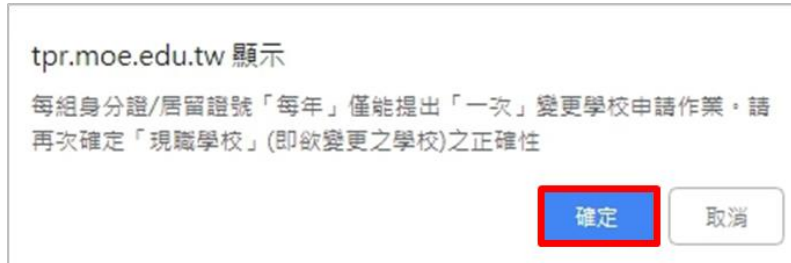 tpr.moe.edu.tw 顯示
每組身分證/居留證號「每年」僅能提出「一次」變更學校申請作業。請
再次確定「現職學校」(即欲變更之學校)之正確性
確定
取消